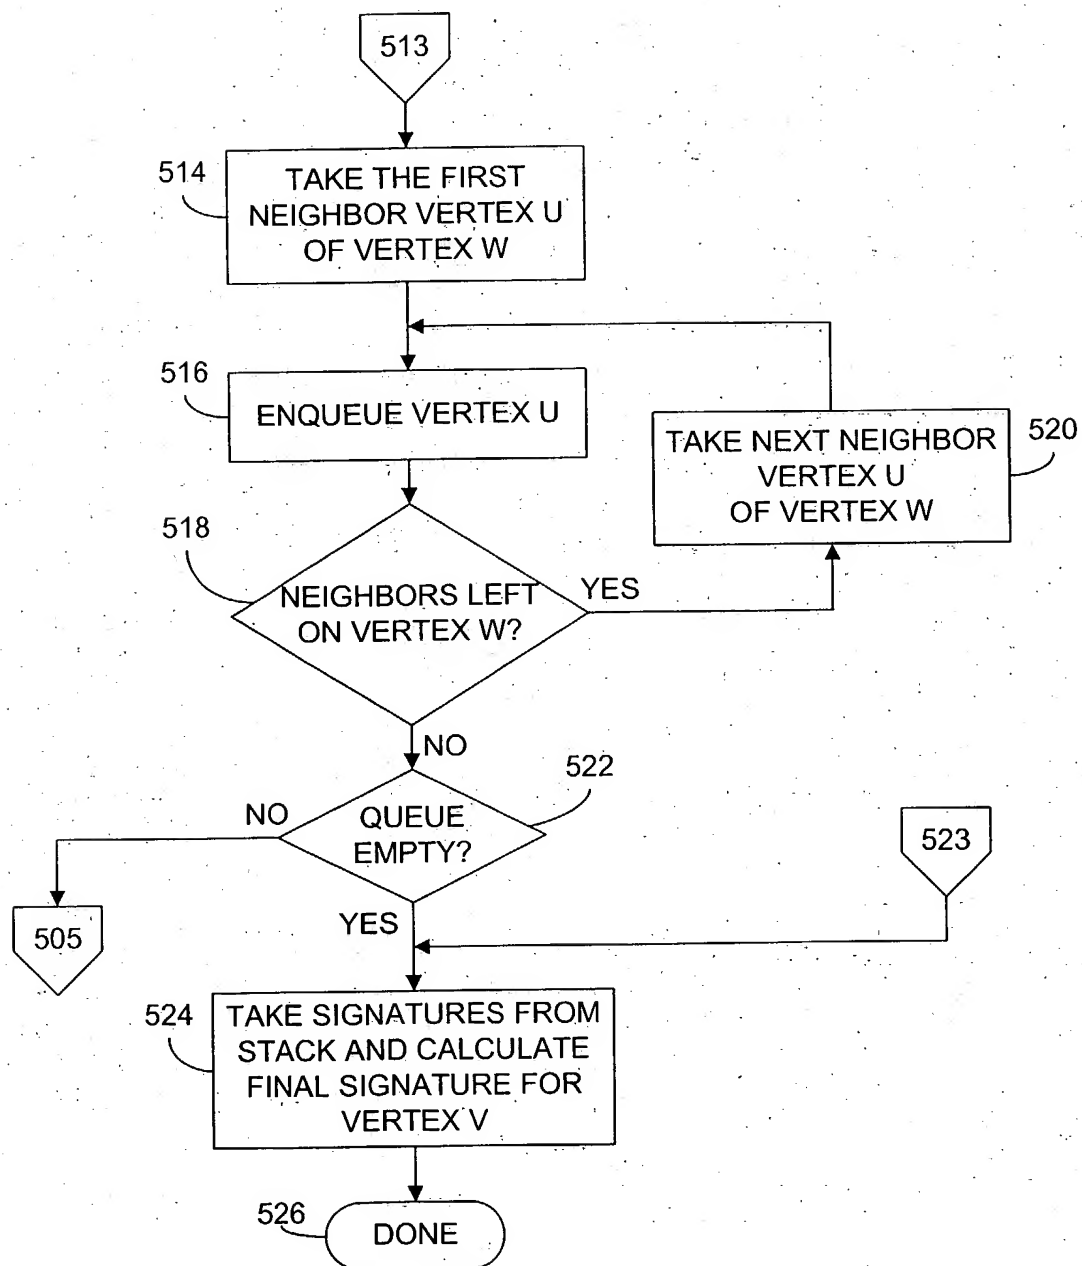 513
514
TAKE THE FIRST
NEIGHBOR VERTEX U
OF VERTEX W
516
ENQUEUE VERTEX U
TAKE NEXT NEIGHBOR
VERTEX U
OF VERTEX W
520
518
NEIGHBORS LEFT
ON VERTEX W?
YES
NO
522
QUEUE
EMPTY?
NO
505
YES
523
524
TAKE SIGNATURES FROM
STACK AND CALCULATE
FINAL SIGNATURE FOR
VERTEX V
526
DONE